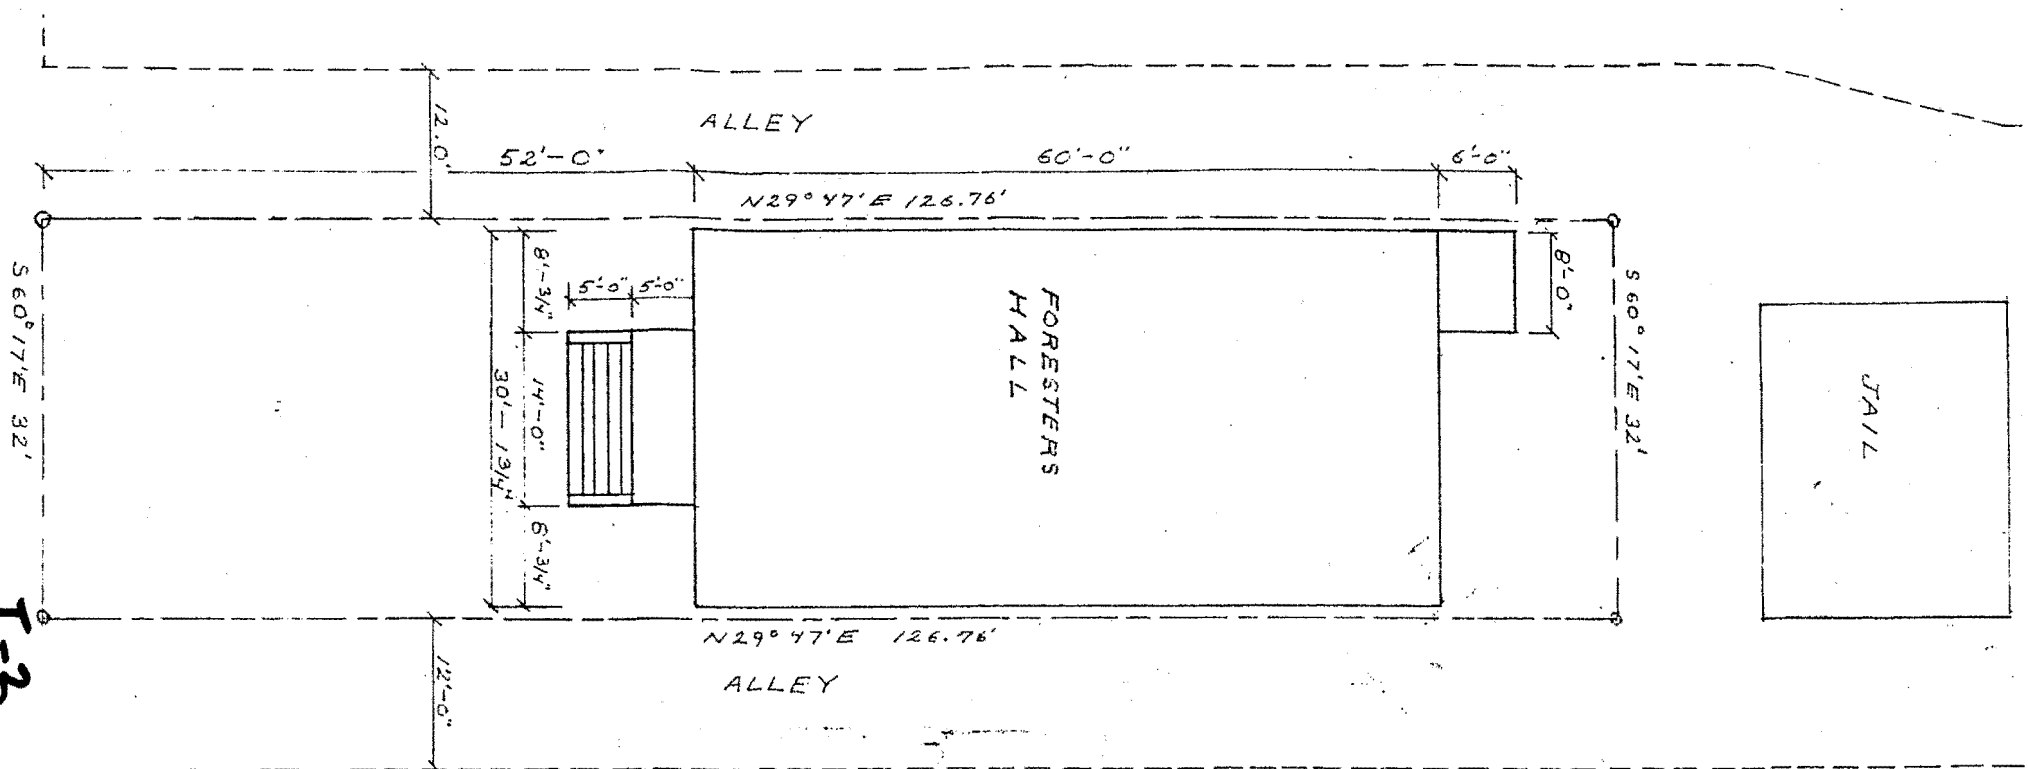 ALLEY
12.0'
52'-0"
60'-0"
6'-0"
N29°47'E 126.76'
8'-3/4"
5'-0"
5'-0"
8'-0"
S 60° 17'E 32'
FORESTERS
HALL
S 60° 17'E 32'
JAIL
14'-0"
30'-1 3/4"
8'-3/4"
N29°47'E 126.76'
ALLEY
12'-0"
T-3